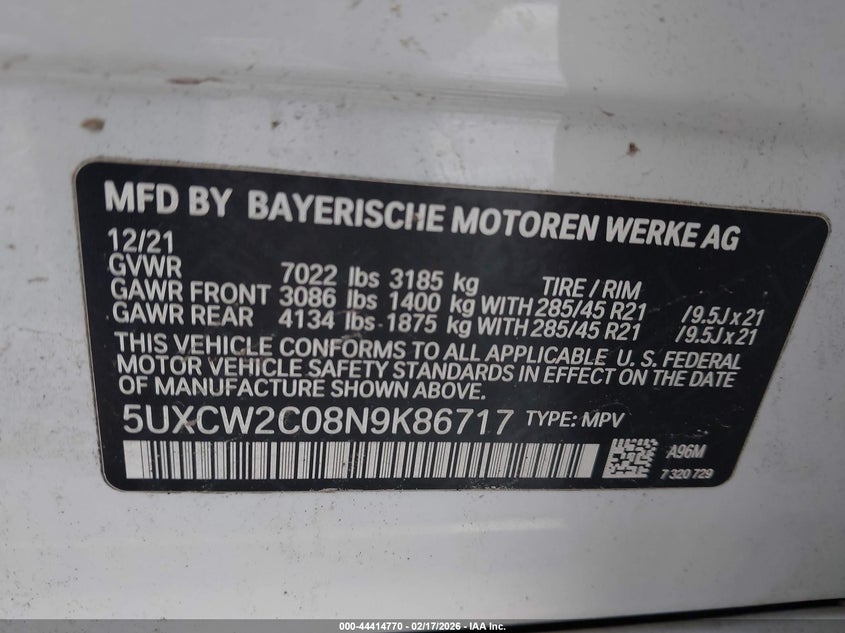 MFD BY BAYERISCHE MOTOREN WERKE AG
12/21
GVWR 7022 lbs 3185 kg TIRE / RIM
GAWR FRONT 3086 lbs 1400 kg WITH 285/45 R21 /9.5J x 21
GAWR REAR 4134 lbs 1875 kg WITH 285/45 R21 /9.5J x 21
THIS VEHICLE CONFORMS TO ALL APPLICABLE U. S. FEDERAL
MOTOR VEHICLE SAFETY STANDARDS IN EFFECT ON THE DATE
OF MANUFACTURE SHOWN ABOVE.
5UXCW2C08N9K86717 TYPE: MPV
A96M
7 320 729
000-44414770 - 02/17/2026 - IAA Inc.